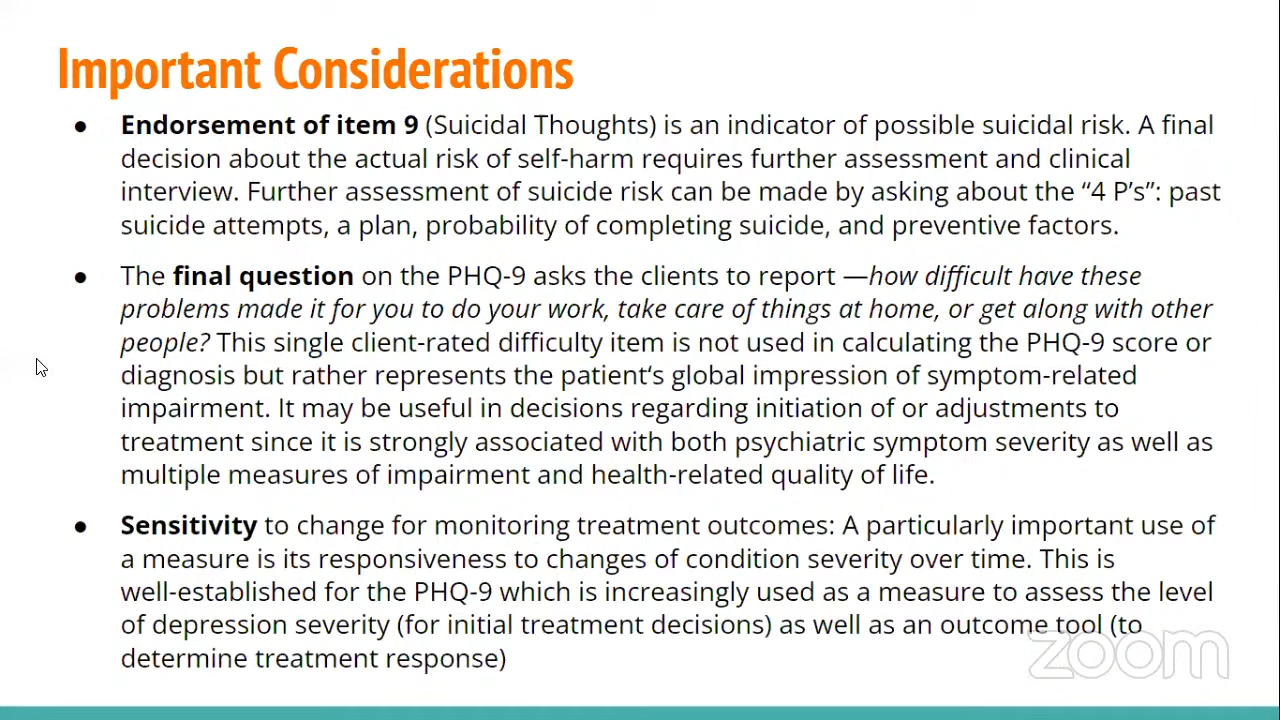 Important Considerations
● Endorsement of item 9 (Suicidal Thoughts) is an indicator of possible suicidal risk. A final
decision about the actual risk of self-harm requires further assessment and clinical
interview. Further assessment of suicide risk can be made by asking about the “4 P’s”: past
suicide attempts, a plan, probability of completing suicide, and preventive factors.
● The final question on the PHQ-9 asks the clients to report —how difficult have these
problems made it for you to do your work, take care of things at home, or get along with other
people? This single client-rated difficulty item is not used in calculating the PHQ-9 score or
diagnosis but rather represents the patient‘s global impression of symptom-related
impairment. It may be useful in decisions regarding initiation of or adjustments to
treatment since it is strongly associated with both psychiatric symptom severity as well as
multiple measures of impairment and health-related quality of life.
● Sensitivity to change for monitoring treatment outcomes: A particularly important use of
a measure is its responsiveness to changes of condition severity over time. This is
well-established for the PHQ-9 which is increasingly used as a measure to assess the level
of depression severity (for initial treatment decisions) as well as an outcome tool (to
determine treatment response)
zoom